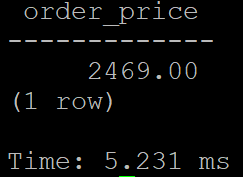 order_price
-------------
2469.00
(1 row)
Time: 5.231 ms